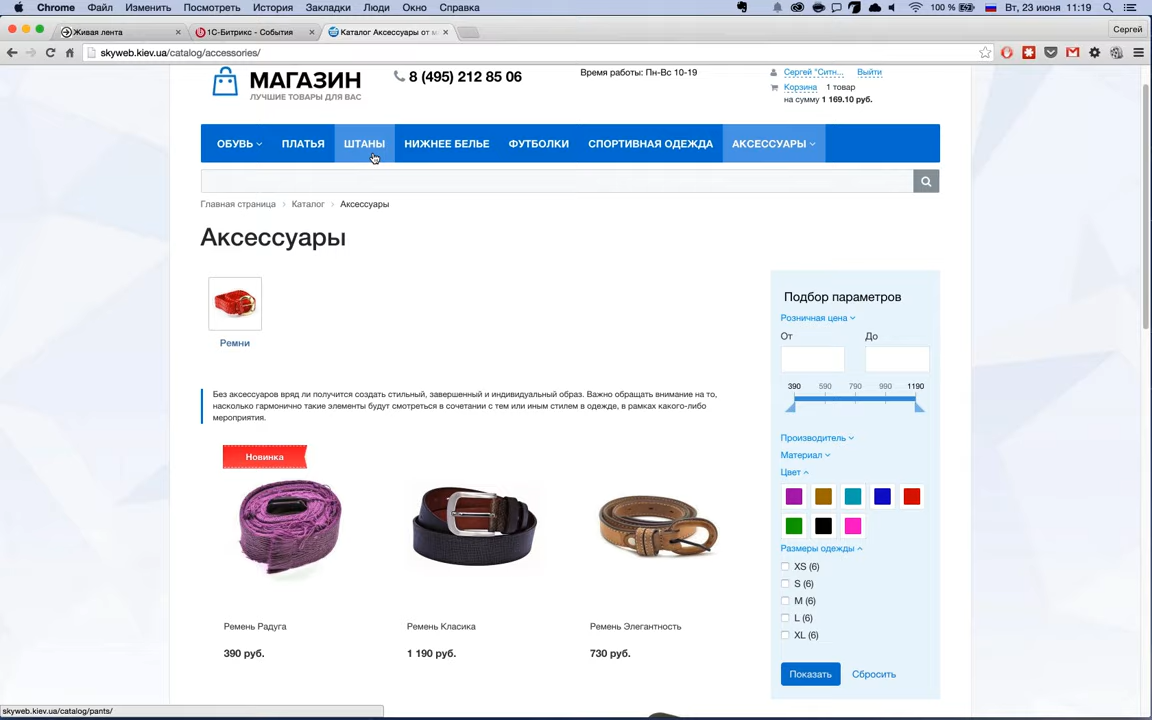 Chrome Файл Изменить Посмотреть История Закладки Люди Окно Справка 100 % Вт, 23 июня 11:19
Живая лента × 1С-Битрикс - События × Каталог Аксессуары от м × Сергей
skyweb.kiev.ua/catalog/accessories/
МАГАЗИН
ЛУЧШИЕ ТОВАРЫ ДЛЯ ВАС
8 (495) 212 85 06
Время работы: Пн-Вс 10-19
Сергей "Ситн... Выйти
Корзина 1 товар
на сумму 1 169.10 руб.
ОБУВЬ ПЛАТЬЯ ШТАНЫ НИЖНЕЕ БЕЛЬЕ ФУТБОЛКИ СПОРТИВНАЯ ОДЕЖДА АКСЕССУАРЫ
Главная страница > Каталог > Аксессуары
Аксессуары
Ремни
Без аксессуаров вряд ли получится создать стильный, завершенный и индивидуальный образ. Важно обращать внимание на то,
насколько гармонично такие элементы будут смотреться в сочетании с тем или иным стилем в одежде, в рамках какого-либо
мероприятия.
Новинка
Ремень Радуга
390 руб.
Ремень Класика
1 190 руб.
Ремень Элегантность
730 руб.
Подбор параметров
Розничная цена
От До
390 590 790 990 1190
Производитель
Материал
Цвет
Размеры одежды
XS (6)
S (6)
M (6)
L (6)
XL (6)
Показать Сбросить
skyweb.kiev.ua/catalog/pants/